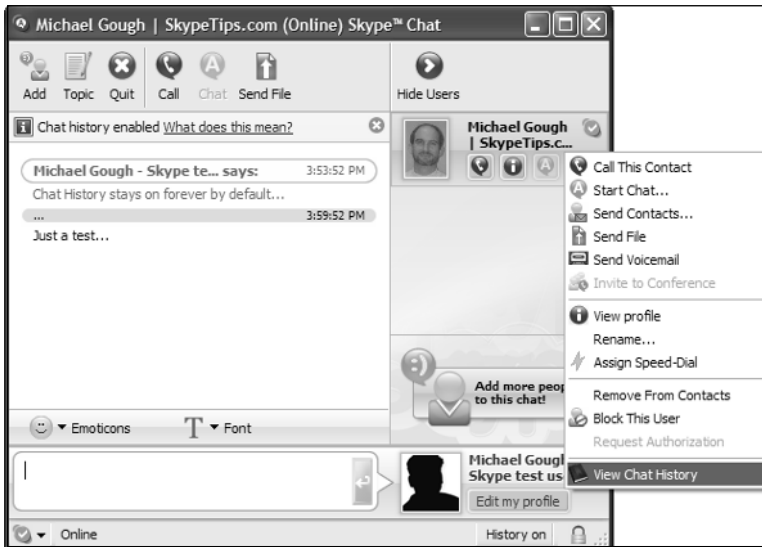 Michael Gough | SkypeTips.com (Online) Skype™ Chat
Add Topic Quit Call Chat Send File Hide Users
Chat history enabled What does this mean?
Michael Gough - Skype te... says: 3:53:52 PM
Chat History stays on forever by default...
... 3:59:52 PM
Just a test...
Michael Gough
| SkypeTips.c...
Call This Contact
Start Chat...
Send Contacts...
Send File
Send Voicemail
Invite to Conference
View profile
Rename...
Assign Speed-Dial
Remove From Contacts
Block This User
Request Authorization
View Chat History
Add more peop
to this chat!
Emoticons T Font
Michael Gough
Skype test us
Edit my profile
Online History on